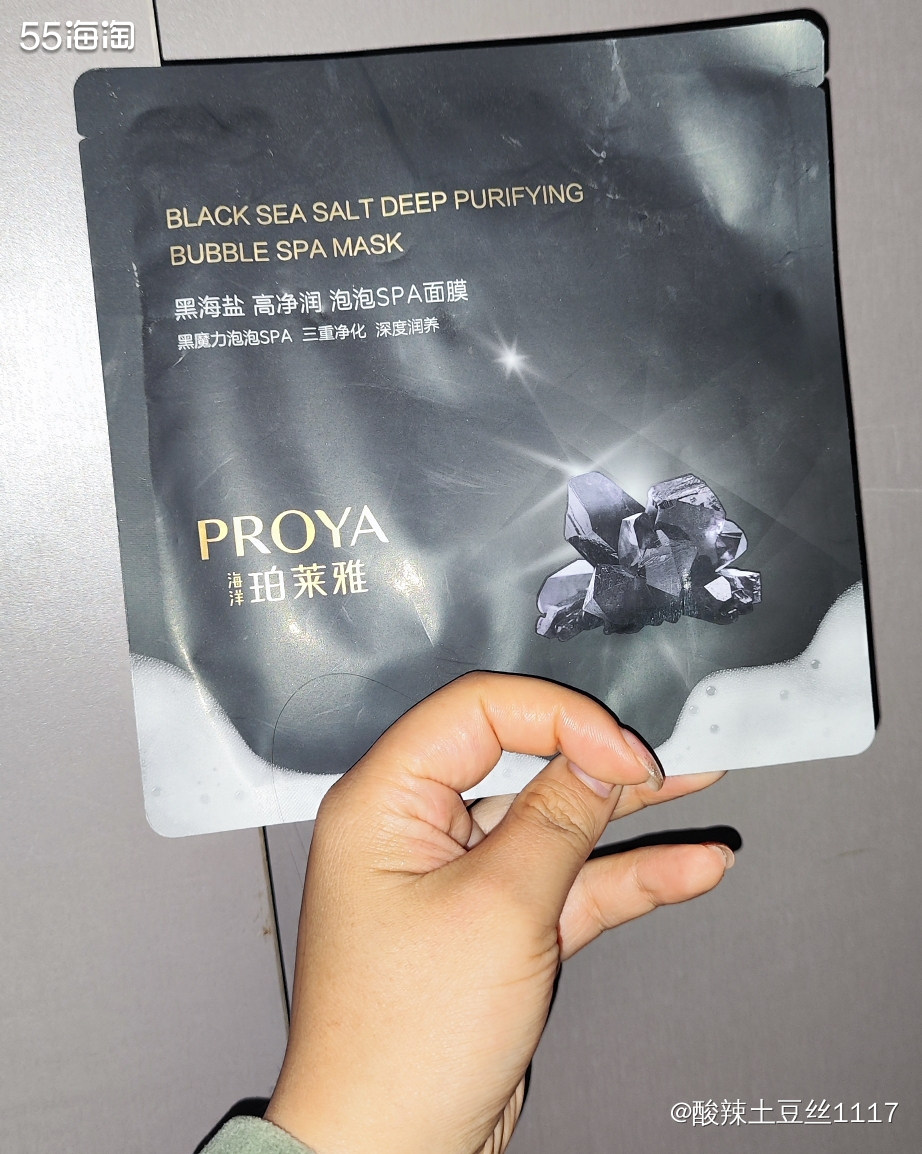 55海淘
BLACK SEA SALT DEEP PURIFYING
BUBBLE SPA MASK
黑海盐 高净润 泡泡SPA面膜
黑魔力泡泡SPA 三重净化 深度润养
PROYA
海洋 珀莱雅
@酸辣土豆丝1117